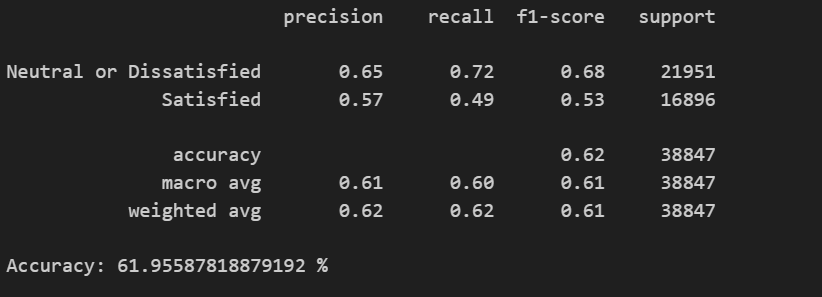 precision recall f1-score support
Neutral or Dissatisfied 0.65 0.72 0.68 21951
Satisfied 0.57 0.49 0.53 16896
accuracy 0.62 38847
macro avg 0.61 0.60 0.61 38847
weighted avg 0.62 0.62 0.61 38847
Accuracy: 61.95587818879192 %